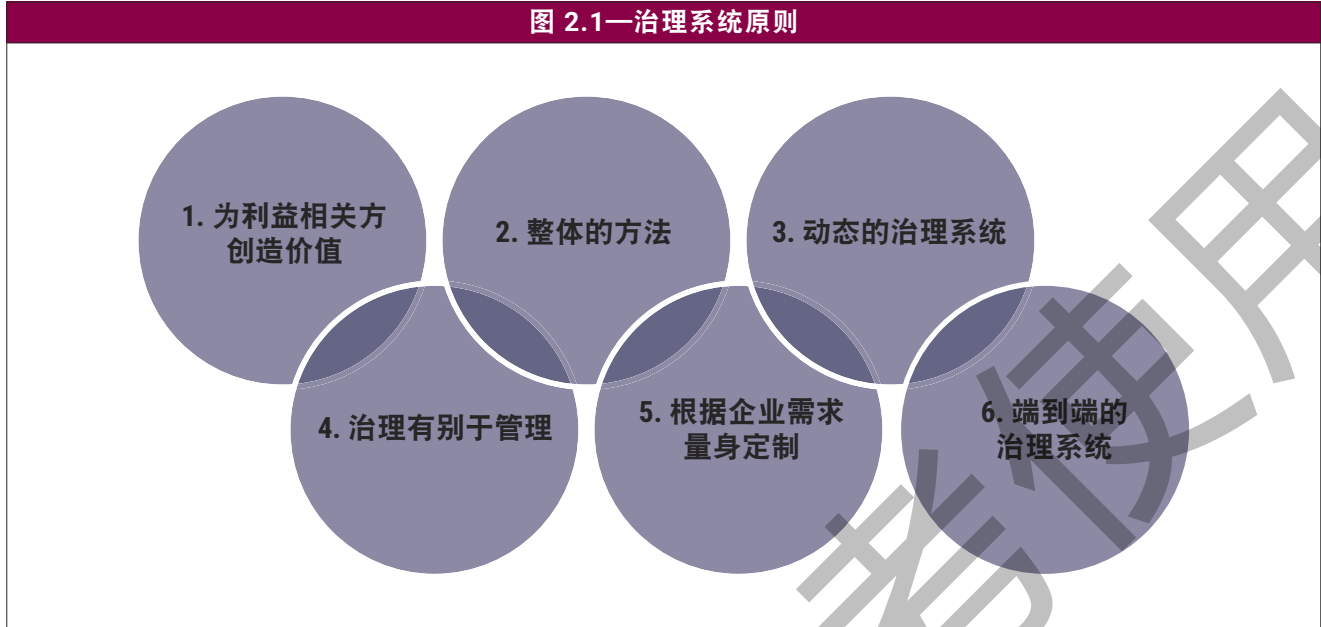 图 2.1—治理系统原则
1. 为利益相关方
创造价值
2. 整体的方法
3. 动态的治理系统
4. 治理有别于管理
5. 根据企业需求
量身定制
6. 端到端的
治理系统
者使用